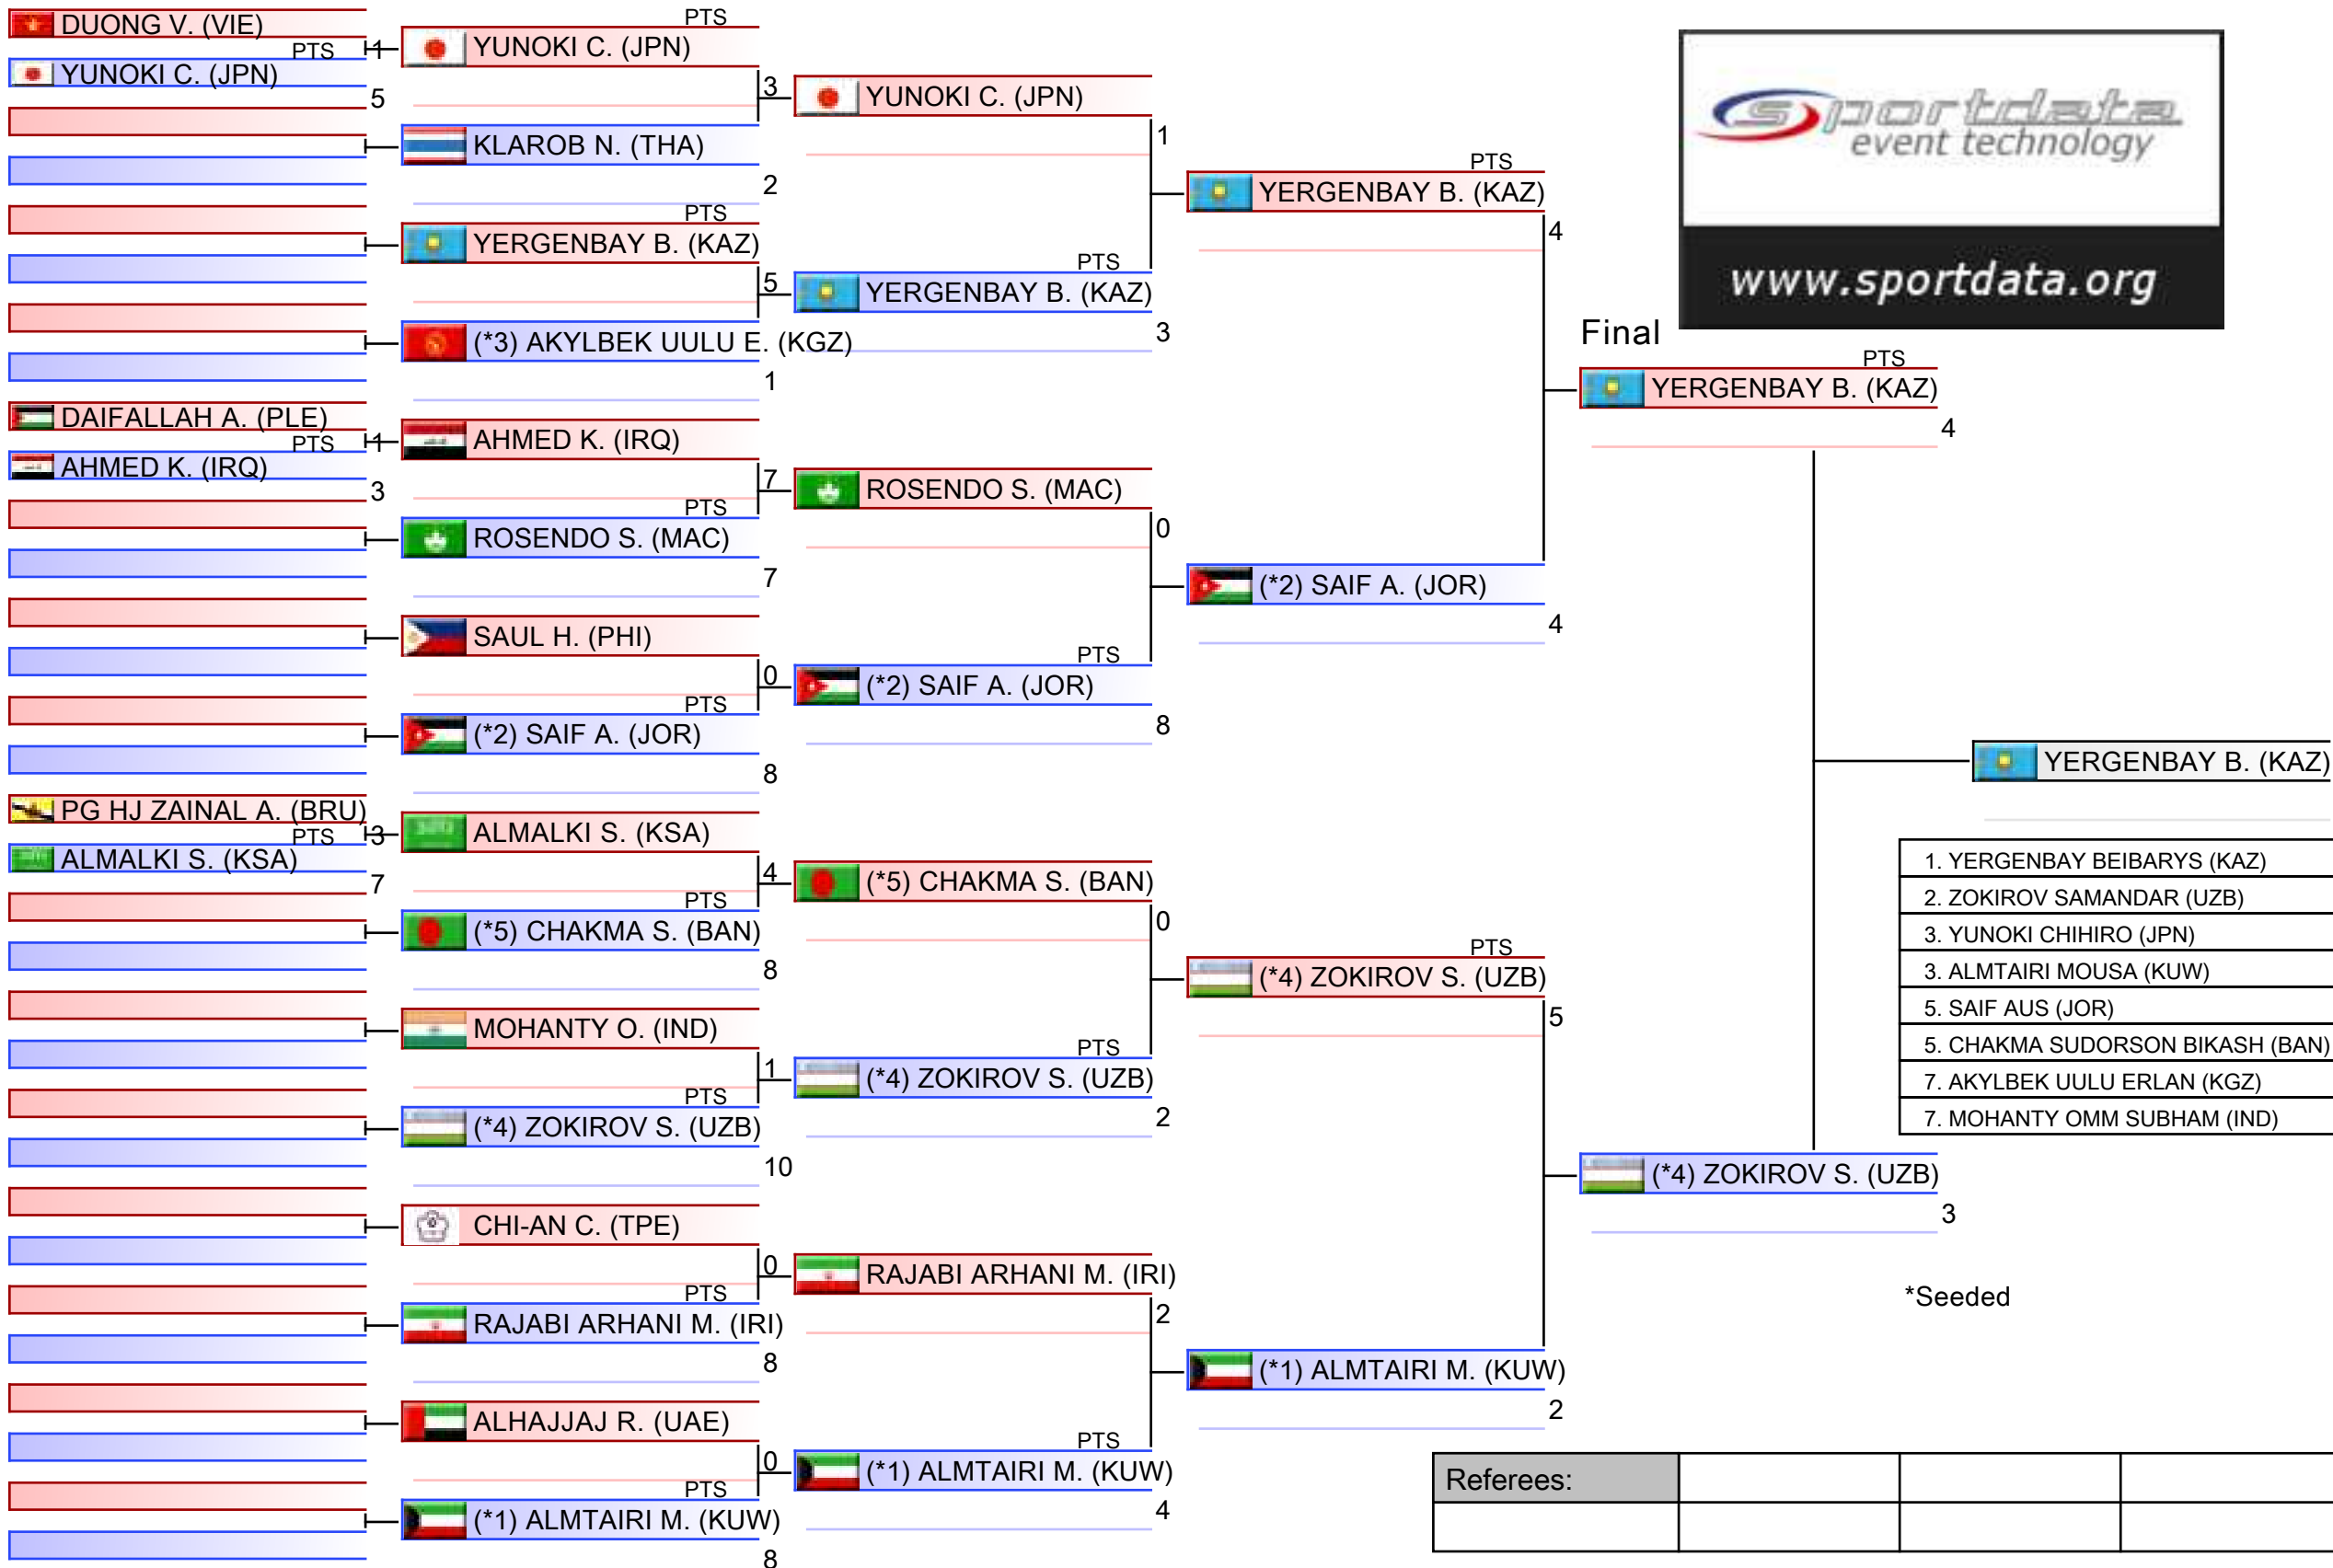 DUONG V. (VIE)
PTS
1
YUNOKI C. (JPN)
5
DAIFALLAH A. (PLE)
PTS
1
AHMED K. (IRQ)
3
PG HJ ZAINAL A. (BRU)
PTS
3
ALMALKI S. (KSA)
7
PTS
YUNOKI C. (JPN)
3
KLAROB N. (THA)
2
PTS
YERGENBAY B. (KAZ)
5
(*3) AKYLBEK UULU E. (KGZ)
1
AHMED K. (IRQ)
7
PTS
ROSENDO S. (MAC)
7
SAUL H. (PHI)
0
PTS
(*2) SAIF A. (JOR)
8
ALMALKI S. (KSA)
4
PTS
(*5) CHAKMA S. (BAN)
8
MOHANTY O. (IND)
1
PTS
(*4) ZOKIROV S. (UZB)
10
CHI-AN C. (TPE)
0
PTS
RAJABI ARHANI M. (IRI)
8
ALHAJJAJ R. (UAE)
0
PTS
(*1) ALMTAIRI M. (KUW)
8
YUNOKI C. (JPN)
1
PTS
YERGENBAY B. (KAZ)
3
ROSENDO S. (MAC)
0
PTS
(*2) SAIF A. (JOR)
8
(*5) CHAKMA S. (BAN)
0
PTS
(*4) ZOKIROV S. (UZB)
2
RAJABI ARHANI M. (IRI)
2
PTS
(*1) ALMTAIRI M. (KUW)
4
PTS
YERGENBAY B. (KAZ)
4
(*2) SAIF A. (JOR)
4
PTS
(*4) ZOKIROV S. (UZB)
5
(*1) ALMTAIRI M. (KUW)
2
sportdata
event technology
www.sportdata.org
Final
PTS
YERGENBAY B. (KAZ)
4
(*4) ZOKIROV S. (UZB)
3
YERGENBAY B. (KAZ)
1. YERGENBAY BEIBARYS (KAZ)
2. ZOKIROV SAMANDAR (UZB)
3. YUNOKI CHIHIRO (JPN)
3. ALMTAIRI MOUSA (KUW)
5. SAIF AUS (JOR)
5. CHAKMA SUDORSON BIKASH (BAN)
7. AKYLBEK UULU ERLAN (KGZ)
7. MOHANTY OMM SUBHAM (IND)
*Seeded
Referees: